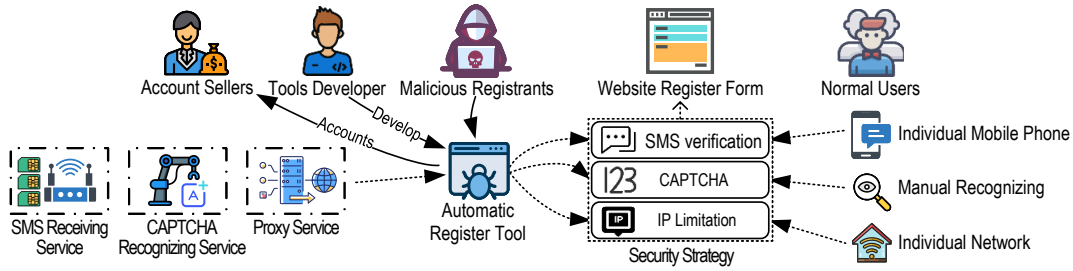 Account Sellers
Tools Developer
Malicious Registrants
Website Register Form
Normal Users
</>
Accounts
Develop
SMS verification
CAPTCHA
IP Limitation
123
IP
Security Strategy
Individual Mobile Phone
Manual Recognizing
Individual Network
A
SMS Receiving
Service
CAPTCHA
Recognizing Service
Proxy Service
Automatic
Register Tool